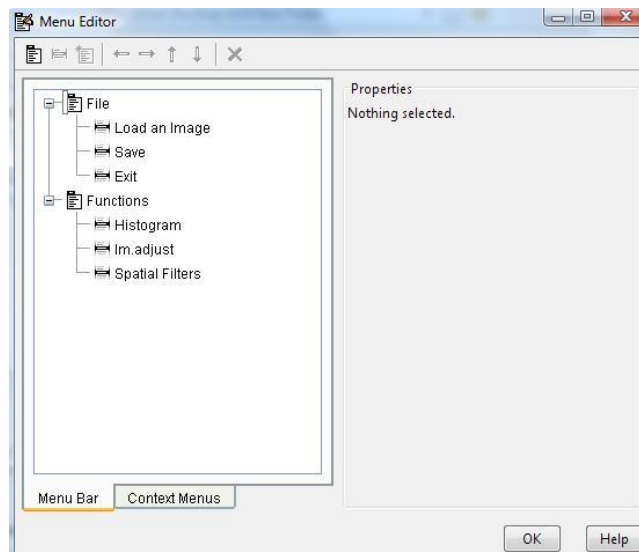 Menu Editor
File
Load an Image
Save
Exit
Functions
Histogram
Im.adjust
Spatial Filters
Properties
Nothing selected.
Menu Bar
Context Menus
OK
Help